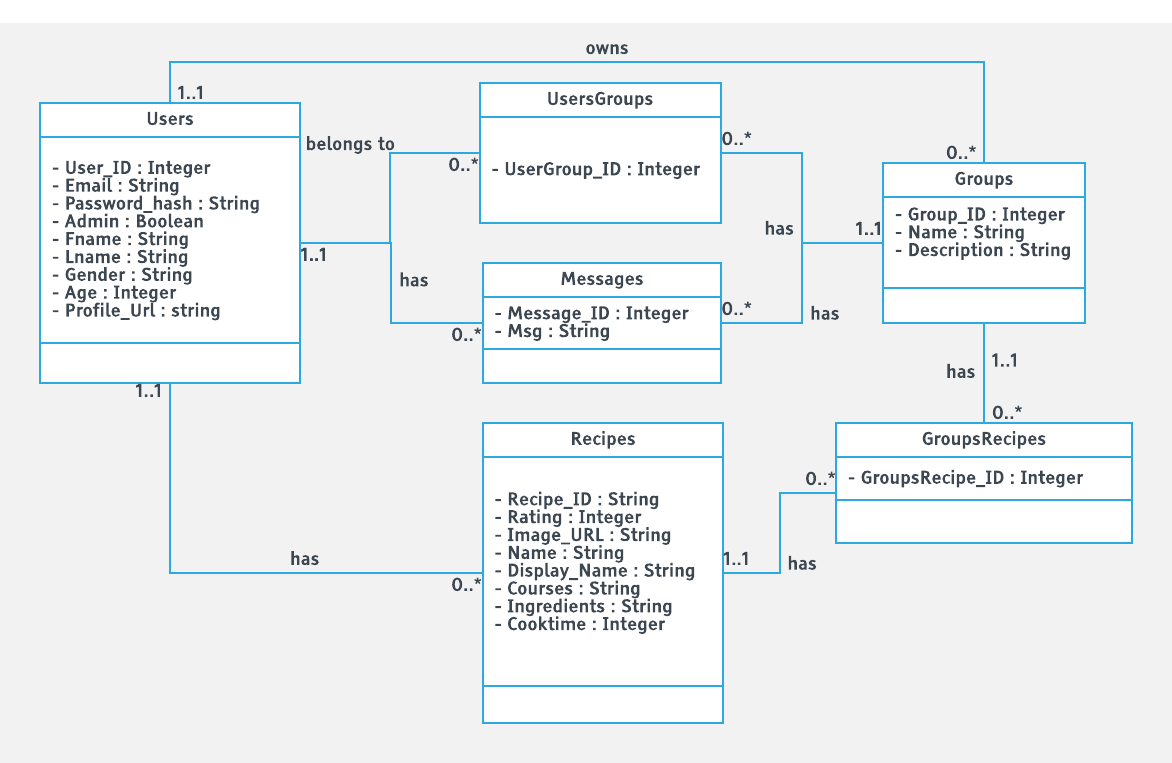 owns
1..1
Users
- User_ID : Integer
- Email : String
- Password_hash : String
- Admin : Boolean
- Fname : String
- Lname : String
- Gender : String
- Age : Integer
- Profile_Url : string
1..1
1..1
belongs to
0..*
UsersGroups
- UserGroup_ID : Integer
0..*
has
0..*
Messages
- Message_ID : Integer
- Msg : String
0..*
has
has
1..1
0..*
Groups
- Group_ID : Integer
- Name : String
- Description : String
has
1..1
0..*
GroupsRecipes
- GroupsRecipe_ID : Integer
0..*
has
1..1
Recipes
- Recipe_ID : String
- Rating : Integer
- Image_URL : String
- Name : String
- Display_Name : String
- Courses : String
- Ingredients : String
- Cooktime : Integer
has
0..*